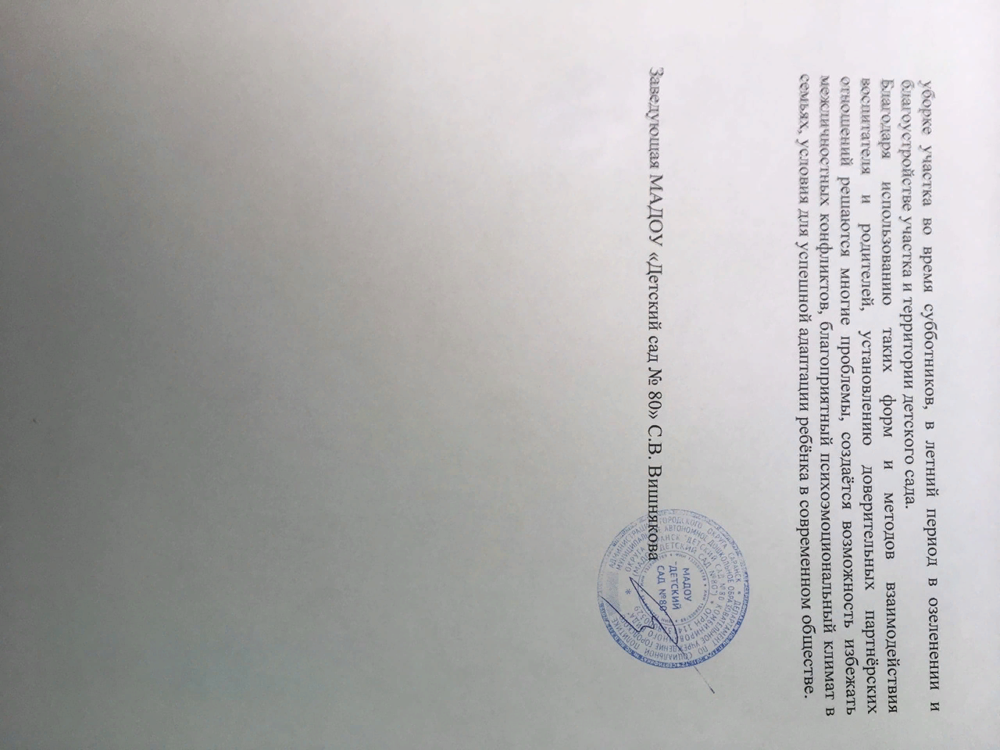 уборке участка во время субботников, в летний период в озеленении и
благоустройстве участка и территории детского сада.
Благодаря использованию таких форм и методов взаимодействия
воспитателя и родителей, установлению доверительных партнёрских
отношений решаются многие проблемы, создаётся возможность избежать
межличностных конфликтов, благоприятный психоэмоциональный климат в
семьях, условия для успешной адаптации ребёнка в современном обществе.
Заведующая МАДОУ «Детский сад № 80» С.В. Вишнякова
МАДОУ
"ДЕТСКИЙ
САД №80